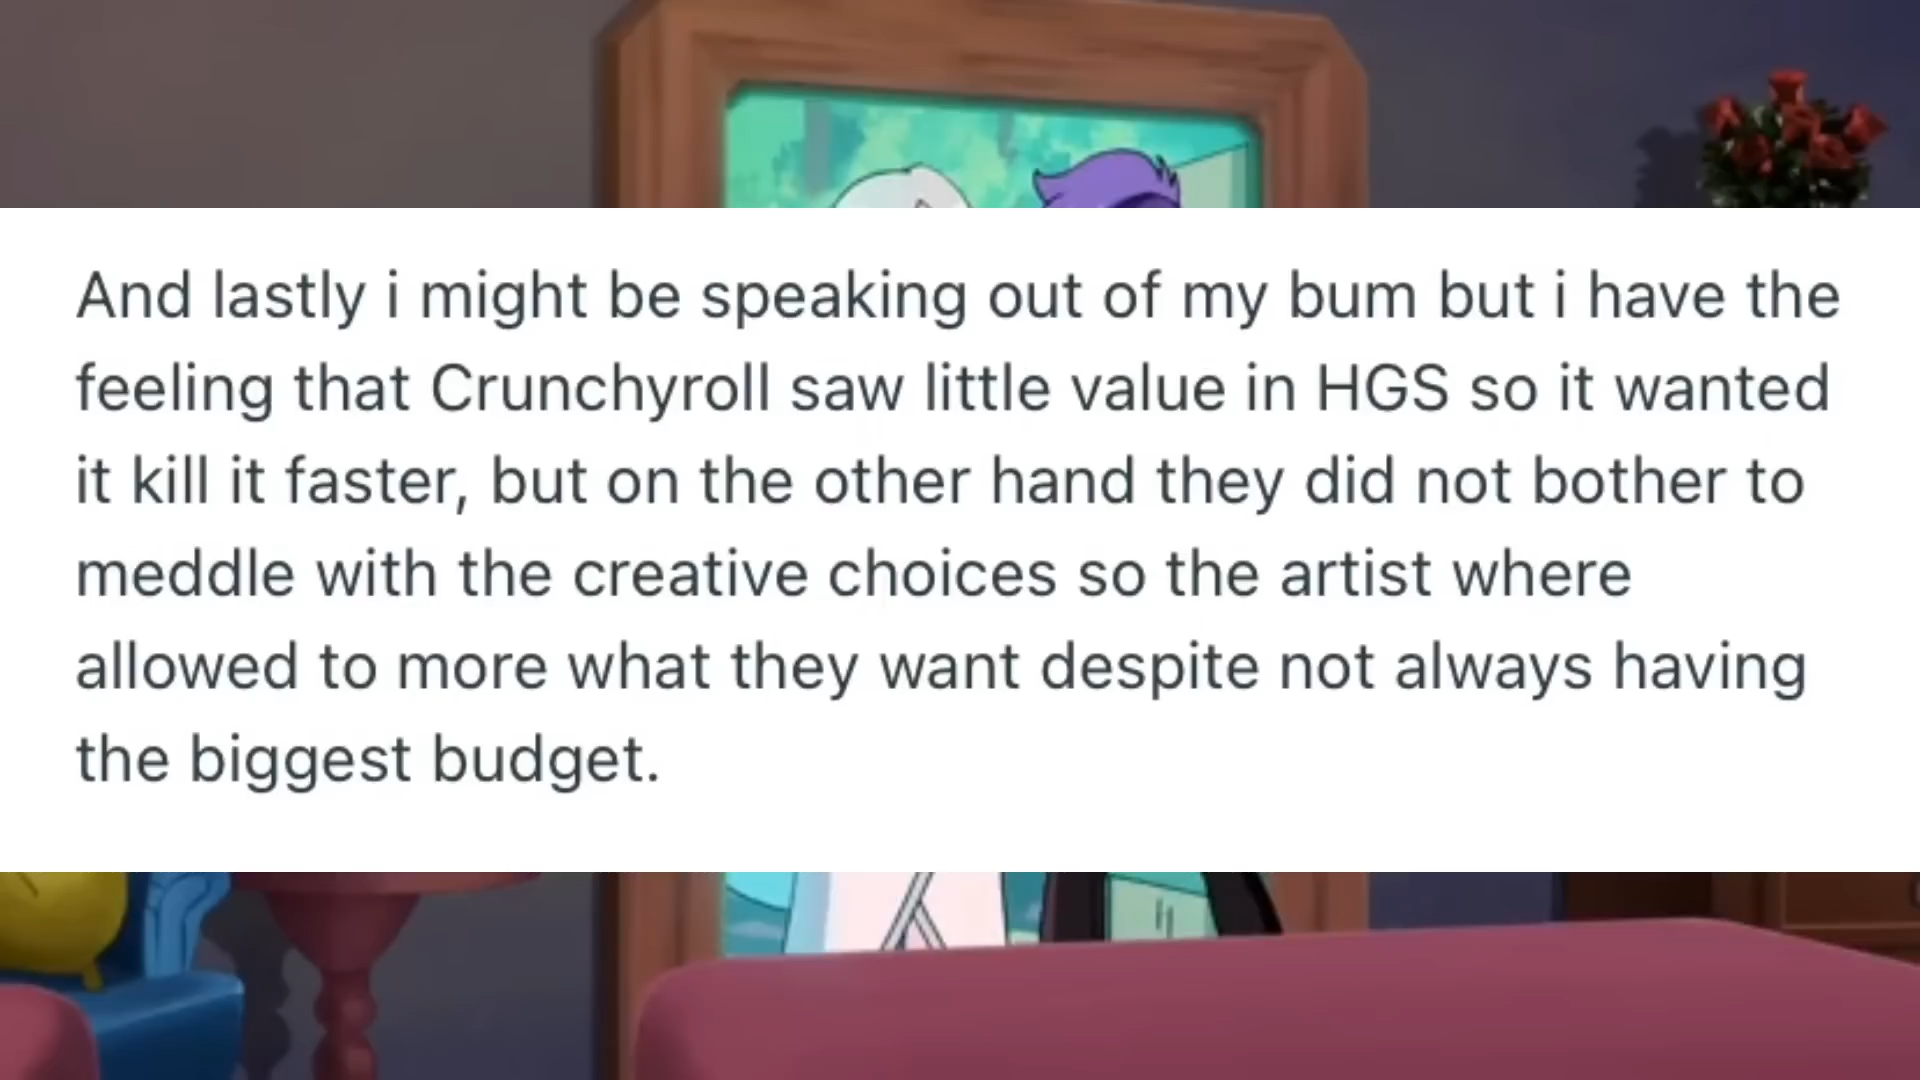 And lastly i might be speaking out of my bum but i have the
feeling that Crunchyroll saw little value in HGS so it wanted
it kill it faster, but on the other hand they did not bother to
meddle with the creative choices so the artist where
allowed to more what they want despite not always having
the biggest budget.